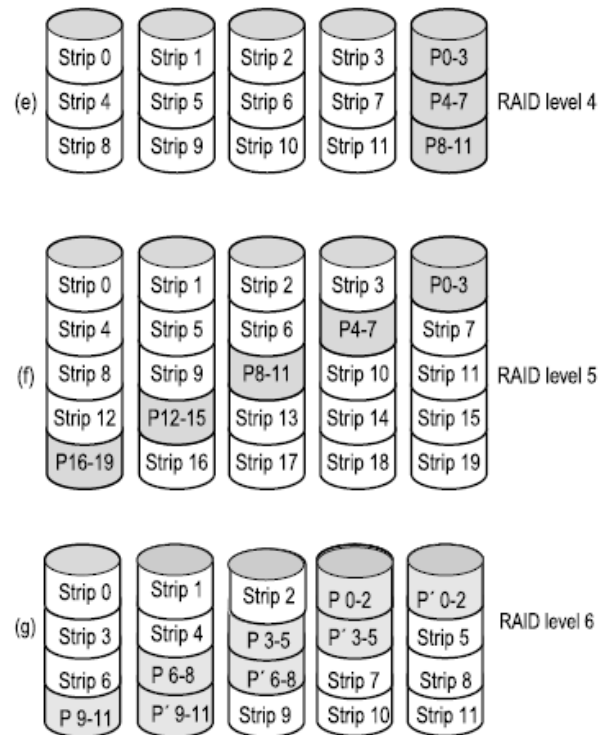 Strip 0 Strip 1 Strip 2 Strip 3 P0-3
(e) Strip 4 Strip 5 Strip 6 Strip 7 P4-7 RAID level 4
Strip 8 Strip 9 Strip 10 Strip 11 P8-11
Strip 0 Strip 1 Strip 2 Strip 3 P0-3
Strip 4 Strip 5 Strip 6 P4-7 Strip 7
(f) Strip 8 Strip 9 P8-11 Strip 10 Strip 11 RAID level 5
Strip 12 P12-15 Strip 13 Strip 14 Strip 15
P16-19 Strip 16 Strip 17 Strip 18 Strip 19
Strip 0 Strip 1 Strip 2 P 0-2 P′ 0-2
(g) Strip 3 Strip 4 P 3-5 P′ 3-5 Strip 5 RAID level 6
Strip 6 P 6-8 P′ 6-8 Strip 7 Strip 8
P 9-11 P′ 9-11 Strip 9 Strip 10 Strip 11